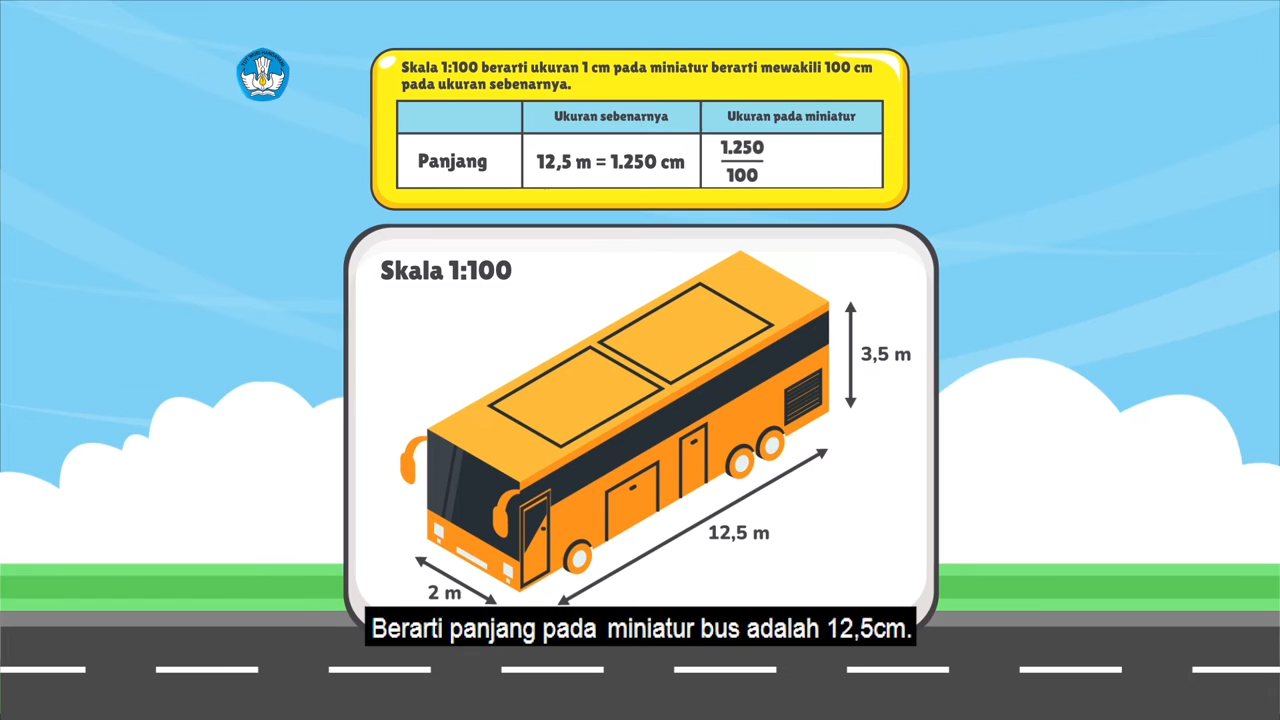 Skala 1:100 berarti ukuran 1 cm pada miniatur berarti mewakili 100 cm
pada ukuran sebenarnya.
Ukuran sebenarnya
Ukuran pada miniatur
Panjang
12,5 m = 1.250 cm
1.250
100
Skala 1:100
3,5 m
12,5 m
2 m
Berarti panjang pada miniatur bus adalah 12,5cm.